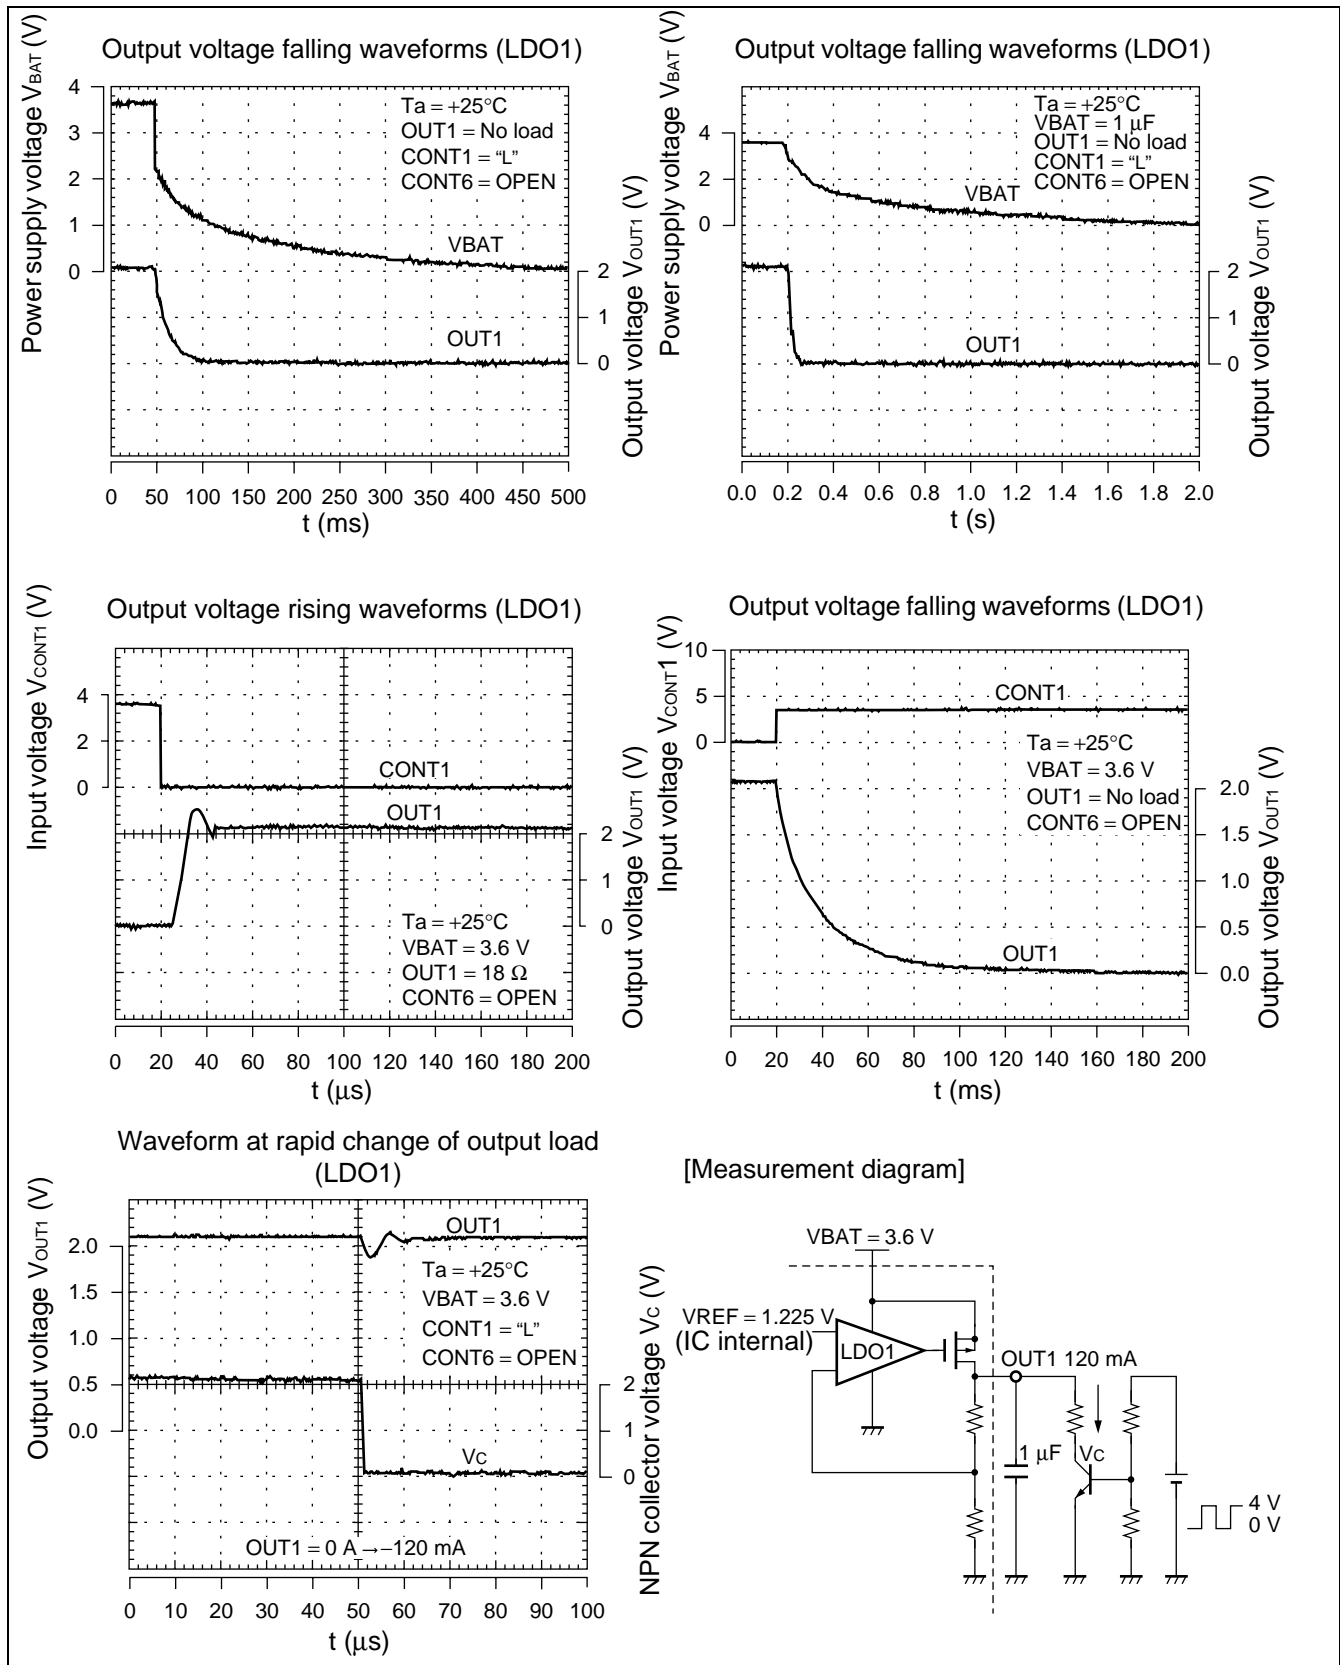 Output voltage falling waveforms (LDO1)
Power supply voltage VBAT (V)
4
3
2
1
0
Ta = +25°C
OUT1 = No load
CONT1 = “L”
CONT6 = OPEN
VBAT
OUT1
2
1
0
Output voltage VOUT1 (V)
0 50 100 150 200 250 300 350 400 450 500
t (ms)
Output voltage falling waveforms (LDO1)
Power supply voltage VBAT (V)
4
2
0
Ta = +25°C
VBAT = 1 μF
OUT1 = No load
CONT1 = “L”
CONT6 = OPEN
VBAT
OUT1
2
1
0
Output voltage VOUT1 (V)
0.0 0.2 0.4 0.6 0.8 1.0 1.2 1.4 1.6 1.8 2.0
t (s)
Output voltage rising waveforms (LDO1)
Input voltage VCONT1 (V)
4
2
0
CONT1
OUT1
2
1
0
Ta = +25°C
VBAT = 3.6 V
OUT1 = 18 Ω
CONT6 = OPEN
Output voltage VOUT1 (V)
0 20 40 60 80 100 120 140 160 180 200
t (μs)
Output voltage falling waveforms (LDO1)
Input voltage VCONT1 (V)
10
5
0
CONT1
Ta = +25°C
VBAT = 3.6 V
OUT1 = No load
CONT6 = OPEN
OUT1
2.0
1.5
1.0
0.5
0.0
Output voltage VOUT1 (V)
0 20 40 60 80 100 120 140 160 180 200
t (ms)
Waveform at rapid change of output load
(LDO1)
Output voltage VOUT1 (V)
2.0
1.5
1.0
0.5
0.0
OUT1
Ta = +25°C
VBAT = 3.6 V
CONT1 = “L”
CONT6 = OPEN
VC
2
1
0
OUT1 = 0 A → −120 mA
NPN collector voltage VC (V)
0 10 20 30 40 50 60 70 80 90 100
t (μs)
[Measurement diagram]
VBAT = 3.6 V
VREF = 1.225 V
(IC internal)
LDO1
OUT1 120 mA
1 μF
VC
4 V
0 V